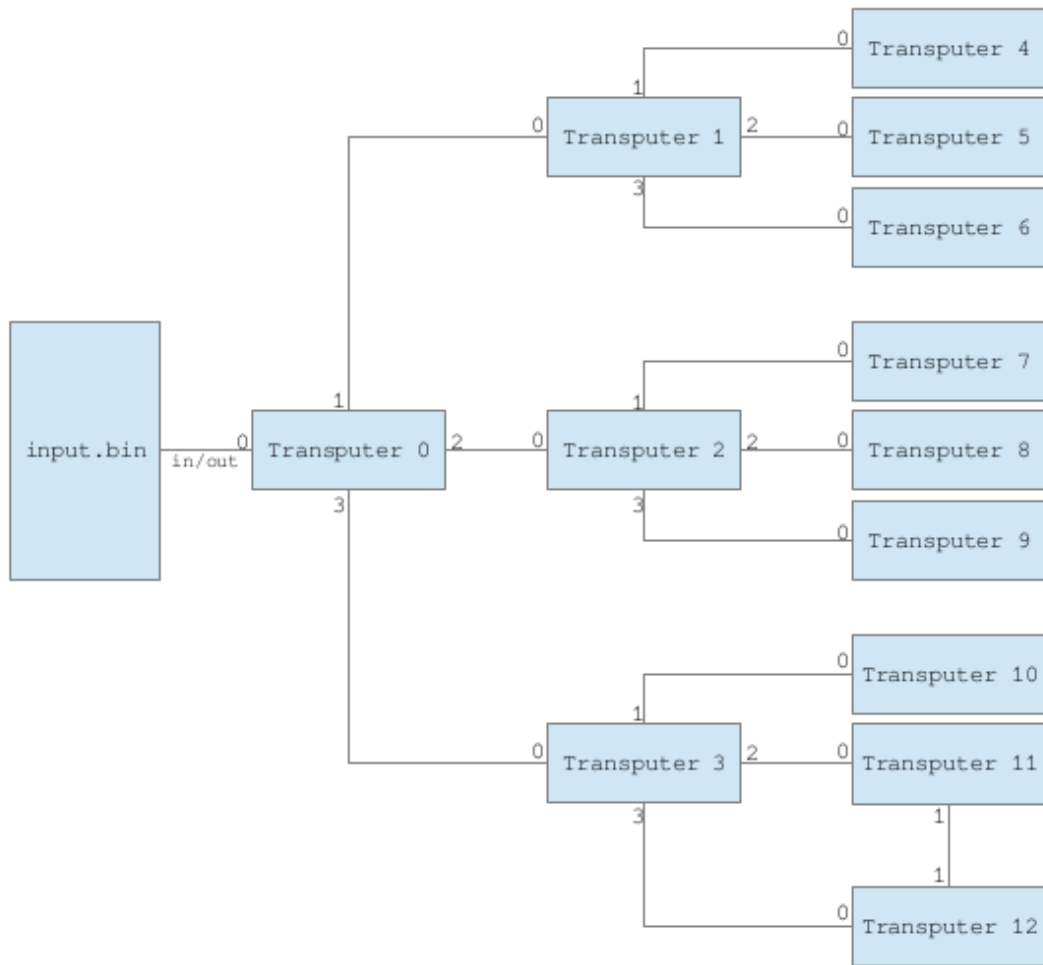 0
Transputer 4
1
0
Transputer 1
2
0
Transputer 5
3
0
Transputer 6
0
Transputer 7
1
1
input.bin
0
in/out
Transputer 0
2
0
Transputer 2
2
0
Transputer 8
3
3
0
Transputer 9
0
Transputer 10
1
0
Transputer 3
2
0
Transputer 11
3
1
1
0
Transputer 12